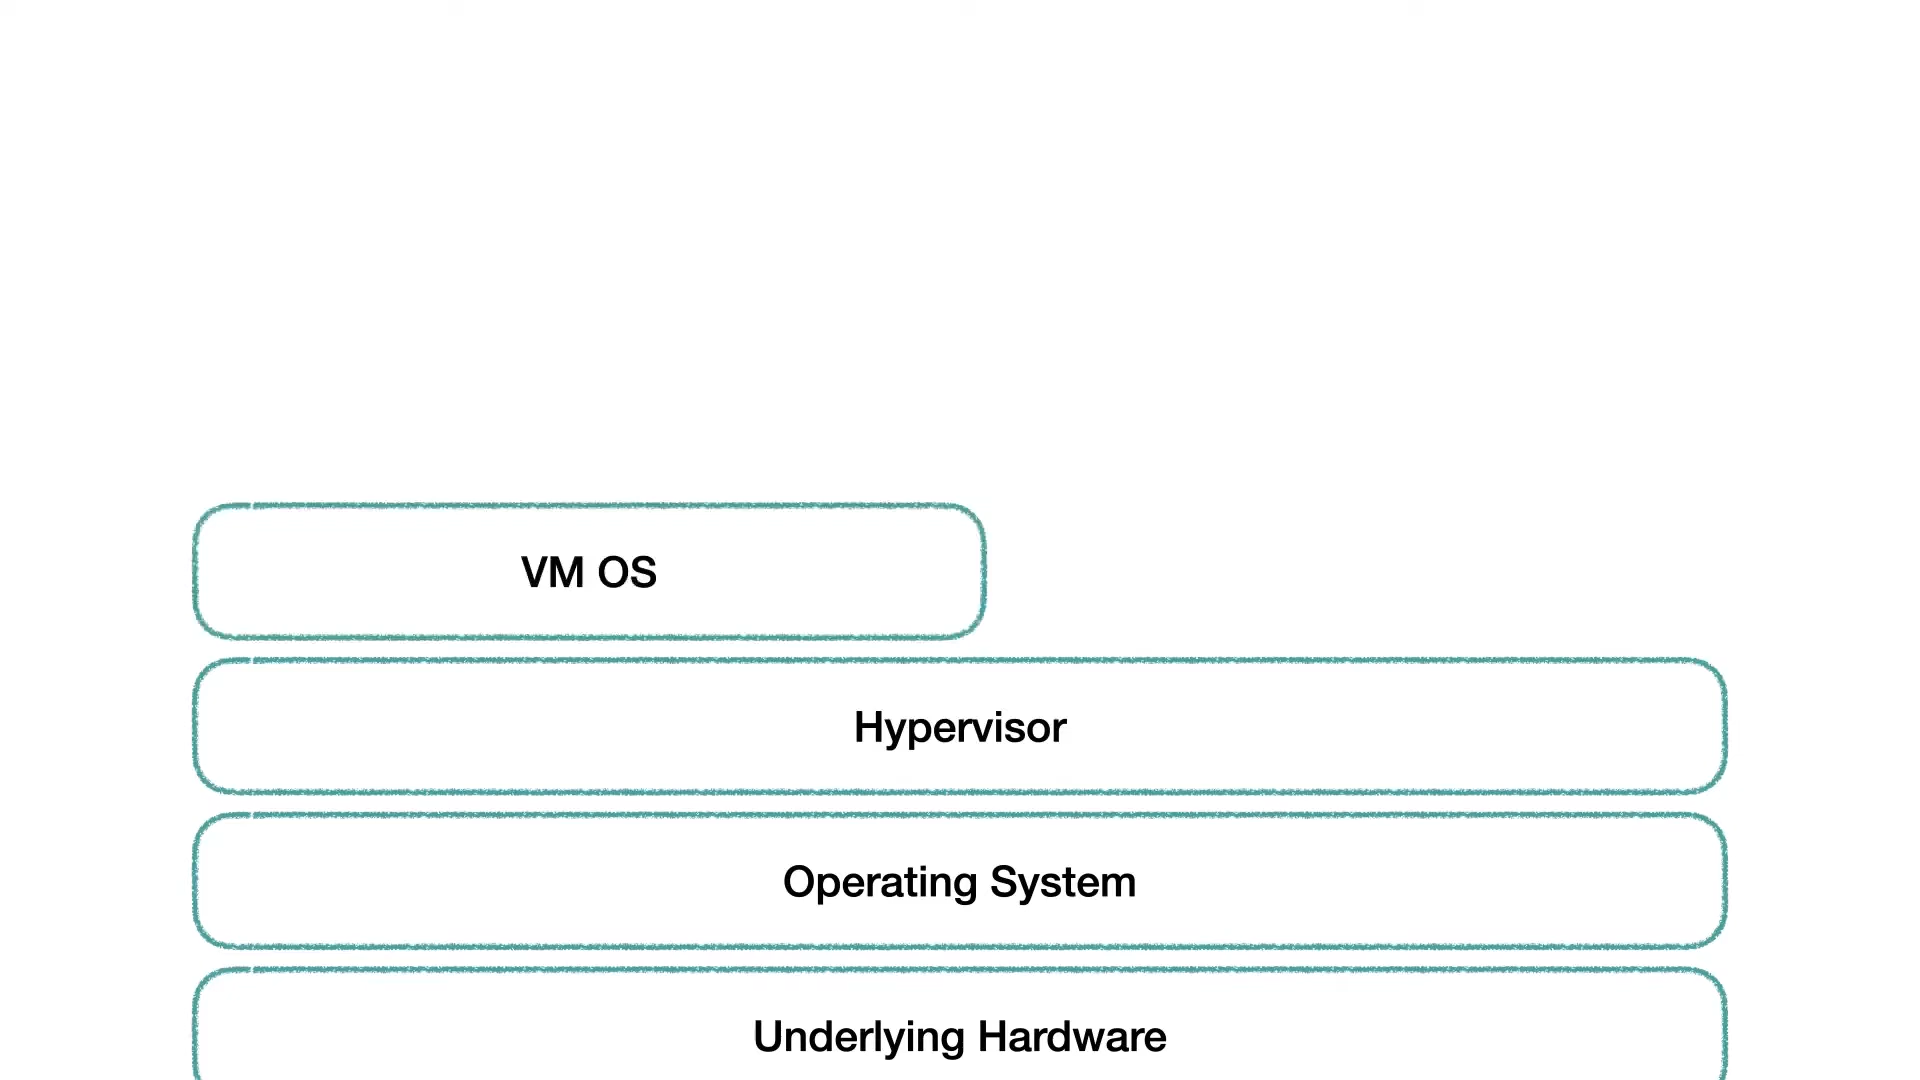 VM OS
Hypervisor
Operating System
Underlying Hardware